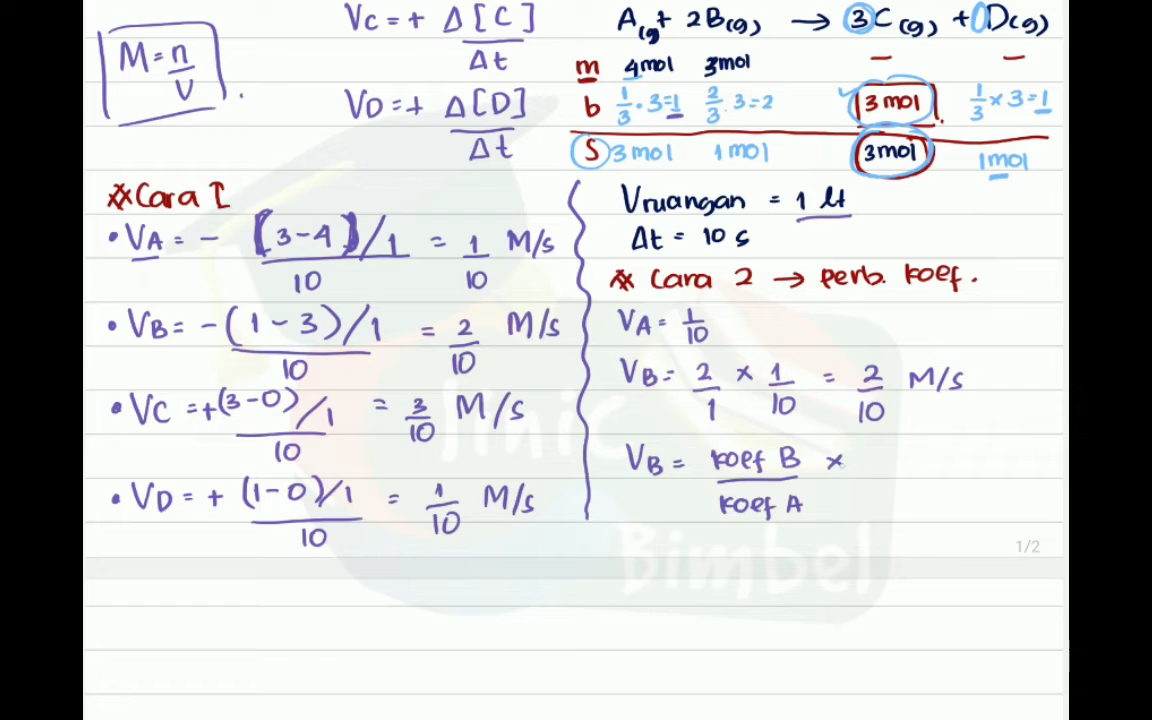 M = n/V
VC = + Δ[C]/Δt
VD = + Δ[D]/Δt
A(g) + 2B(g) → 3C(g) + D(g)
m 4mol 3mol – –
b 1/3 · 3 = 1 2/3 · 3 = 2 3 mol 1/3 × 3 = 1
S 3 mol 1 mol 3mol 1mol
** Cara I
• VA = – (3-4)/1 / 10 = 1/10 M/s
• VB = – (1-3)/1 / 10 = 2/10 M/s
• VC = + (3-0)/1 / 10 = 3/10 M/s
• VD = + (1-0)/1 / 10 = 1/10 M/s
Vruangan = 1 lt
Δt = 10 s
** Cara 2 → perb. koef.
VA = 1/10
VB = 2/1 × 1/10 = 2/10 M/s
VB = koef B / koef A ×
1/2
Clinic
Bimbel